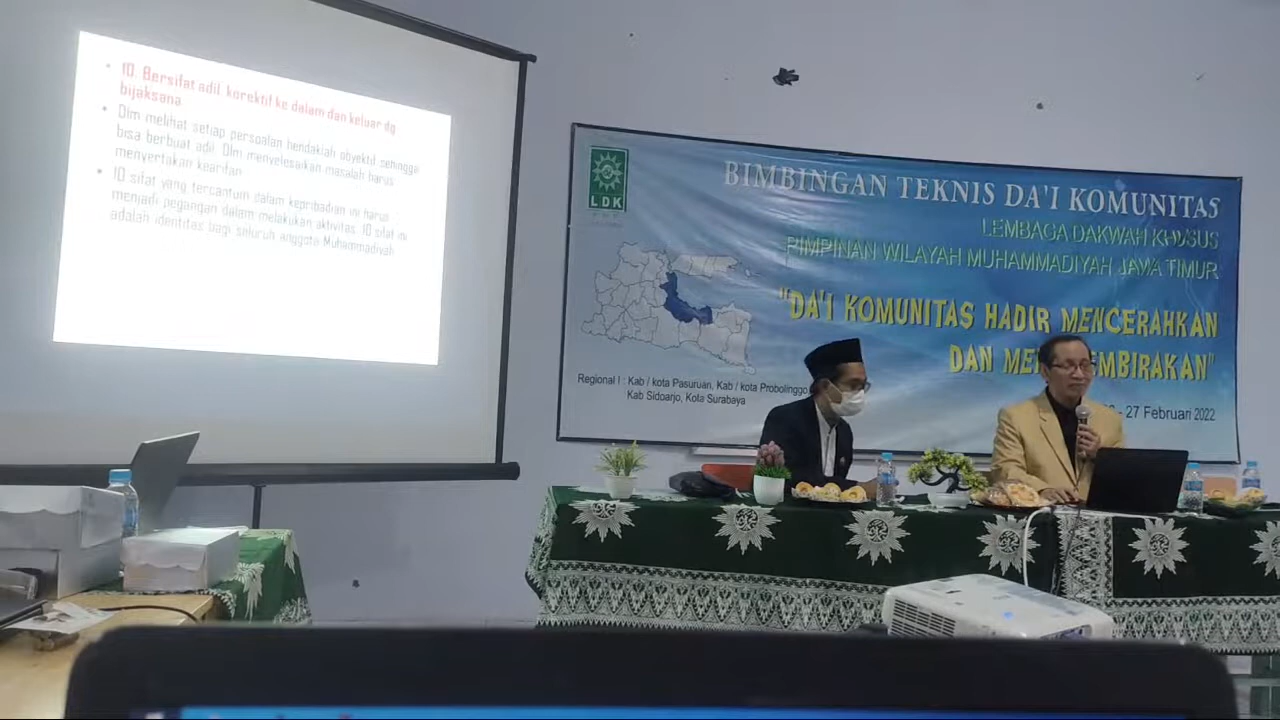 10. Bersifat adil, korektif ke dalam dan keluar dg
bijaksana
Dlm melihat setiap persoalan hendaklah obyektif sehingga
bisa berbuat adil. Dlm menyelesaikan masalah harus
menyertakan kearifan
10 sifat yang tercantum dalam kepribadian ini harus
menjadi pegangan dalam melakukan aktivitas. 10 sifat ini
adalah identitas bagi seluruh anggota Muhammadiyah
LDK
BIMBINGAN TEKNIS DA'I KOMUNITAS
LEMBAGA DAKWAH KHUSUS
PIMPINAN WILAYAH MUHAMMADIYAH JAWA TIMUR
"DA'I KOMUNITAS HADIR MENCERAHKAN
DAN EMBIRAKAN"
Regional I : Kab / kota Pasuruan, Kab / kota Probolinggo
Kab Sidoarjo, Kota Surabaya
- 27 Februari 2022